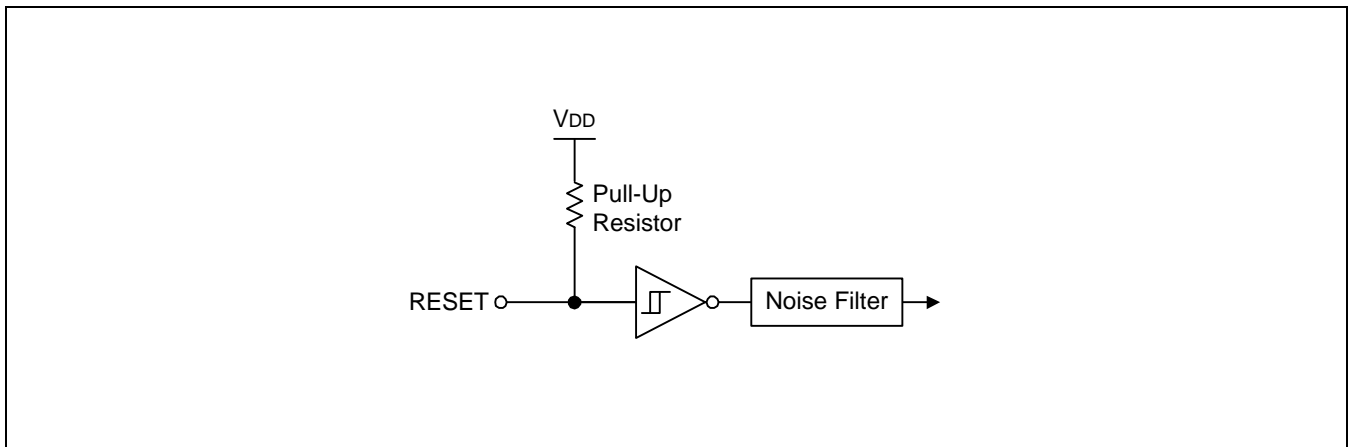 VDD
Pull-Up
Resistor
RESET
Noise Filter